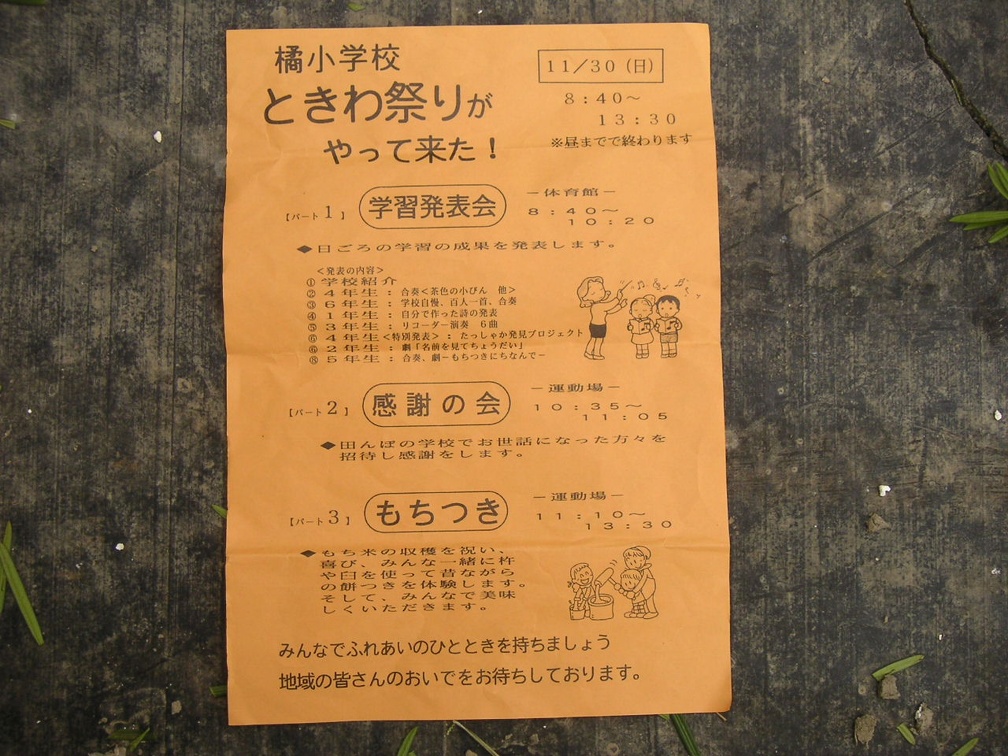 橘小学校
ときわ祭りが
やって来た！
11／30（日）
8：40～
13：30
※昼までで終わります
【パート1】
学習発表会
－体育館－
8：40～
10：20
◆日ごろの学習の成果を発表します。
＜発表の内容＞
①学校紹介
②４年生：合奏＜茶色の小びん　他＞
③６年生：学校自慢、百人一首、合奏
④１年生：自分で作った詩の発表
⑤３年生：リコーダー演奏　６曲
⑥４年生＜特別発表＞：たっしゃか発見プロジェクト
⑥２年生：劇「名前を見てちょうだい」
⑧５年生：合奏、劇－もちつきにちなんで－
【パート2】
感謝の会
－運動場－
10：35～
11：05
◆田んぼの学校でお世話になった方々を
招待し感謝をします。
【パート3】
もちつき
－運動場－
11：10～
13：30
◆もち米の収穫を祝い、
喜び、みんな一緒に杵
や臼を使って昔ながら
の餅つきを体験します。
そして、みんなで美味
しくいただきます。
みんなでふれあいのひとときを持ちましょう
地域の皆さんのおいでをお待ちしております。